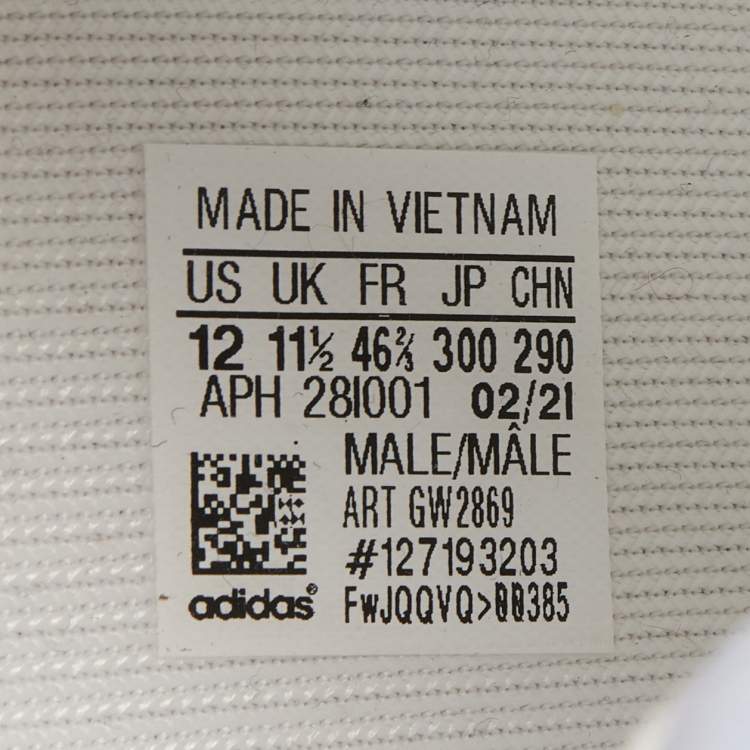 MADE IN VIETNAM
US UK FR JP CHN
12 11½ 46⅔ 300 290
APH 28I001 02/21
MALE/MÂLE
ART GW2869
#127193203
adidas® FwJQQVQ>00385